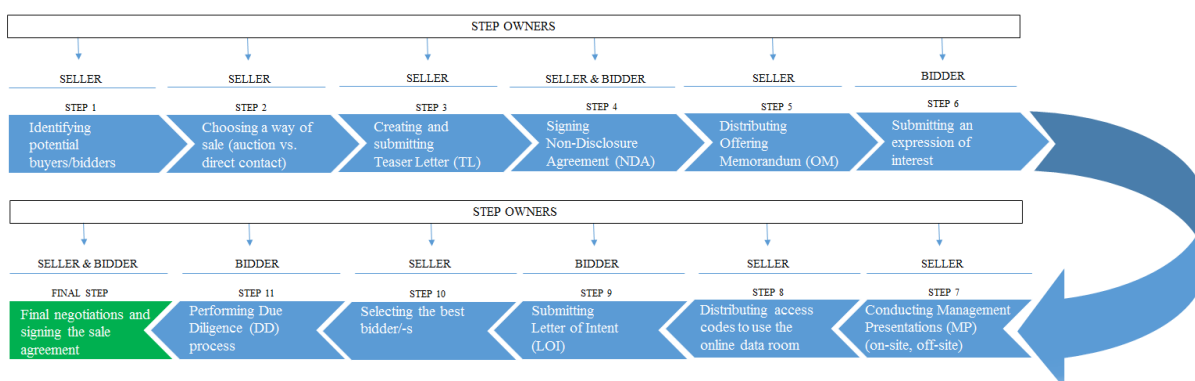 STEP OWNERS
SELLER
SELLER
SELLER
SELLER & BIDDER
SELLER
BIDDER
STEP 1
STEP 2
STEP 3
STEP 4
STEP 5
STEP 6
Identifying
potential
buyers/bidders
Choosing a way of
sale (auction vs.
direct contact)
Creating and
submitting
Teaser Letter (TL)
Signing
Non-Disclosure
Agreement (NDA)
Distributing
Offering
Memorandum (OM)
Submitting an
expression of
interest
STEP OWNERS
SELLER & BIDDER
BIDDER
SELLER
BIDDER
SELLER
SELLER
FINAL STEP
STEP 11
STEP 10
STEP 9
STEP 8
STEP 7
Final negotiations and
signing the sale
agreement
Performing Due
Diligence (DD)
process
Selecting the best
bidder/-s
Submitting
Letter of Intent
(LOI)
Distributing access
codes to use the
online data room
Conducting Management
Presentations (MP)
(on-site, off-site)